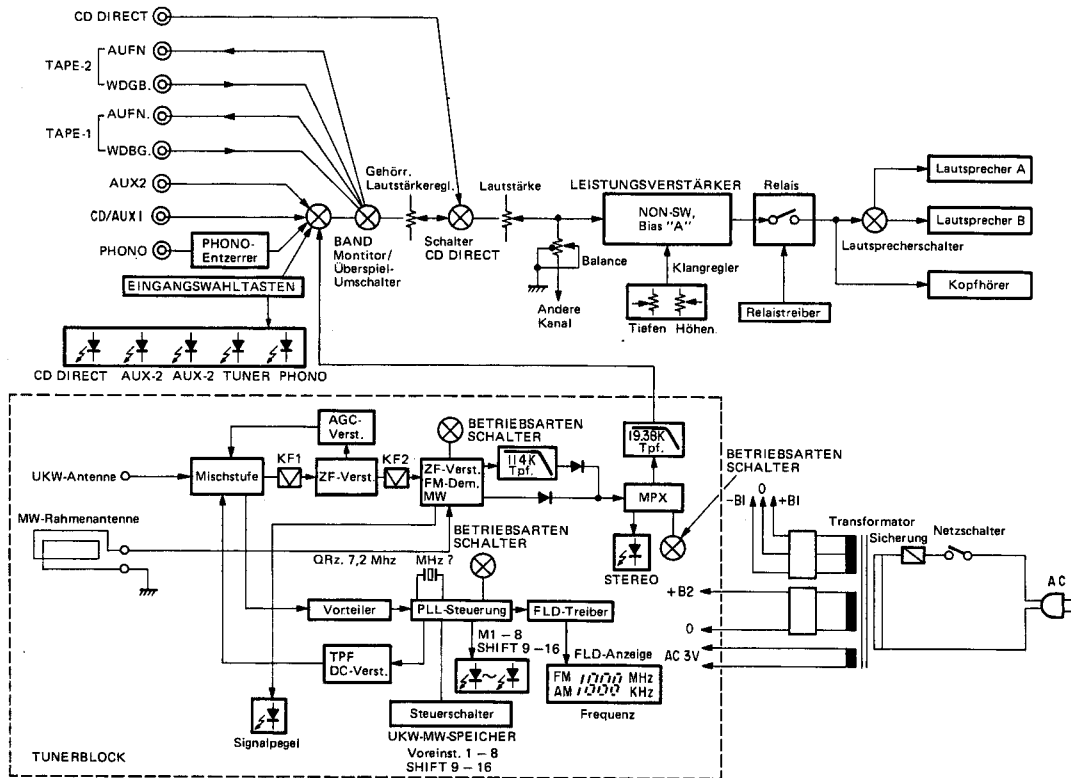 CD DIRECT
AUFN
TAPE-2
WDGB.
AUFN.
TAPE-1
WDBG.
AUX2
CD/AUX1
PHONO
PHONO-
Entzerrer
EINGANGSWAHLTASTEN
CD DIRECT AUX-2 AUX-2 TUNER PHONO
BAND
Montitor/
Überspiel-
Umschalter
Gehörr.
Lautstärkeregl.
Schalter
CD DIRECT
Lautstärke
Balance
Andere
Kanal
LEISTUNGSVERSTÄRKER
NON-SW,
Bias "A"
Klangregler
Tiefen Höhen.
Relais
Relaistreiber
Lautsprecherschalter
Lautsprecher A
Lautsprecher B
Kopfhörer
UKW-Antenne
MW-Rahmenantenne
Mischstufe
AGC-
Verst.
KF1
ZF-Verst.
KF2
ZF-Verst.
FM-Dem.
MW
BETRIEBSARTEN
SCHALTER
114K
Tpf.
19,38K
Tpf.
MPX
STEREO
BETRIEBSARTEN
SCHALTER
BETRIEBSARTEN
SCHALTER
QRz. 7,2 Mhz
MHz 7
Vorteiler
PLL-Steuerung
FLD-Treiber
TPF
DC-Verst.
M1 – 8
SHIFT 9 – 16
FLD-Anzeige
FM 1000 MHz
AM 1000 KHz
Frequenz
Steuerschalter
UKW-MW-SPEICHER
Voreinst. 1 – 8
SHIFT 9 – 16
Signalpegel
TUNERBLOCK
-B1
0
+B1
+B2
0
AC 3V
Transformator
Sicherung
Netzschalter
AC